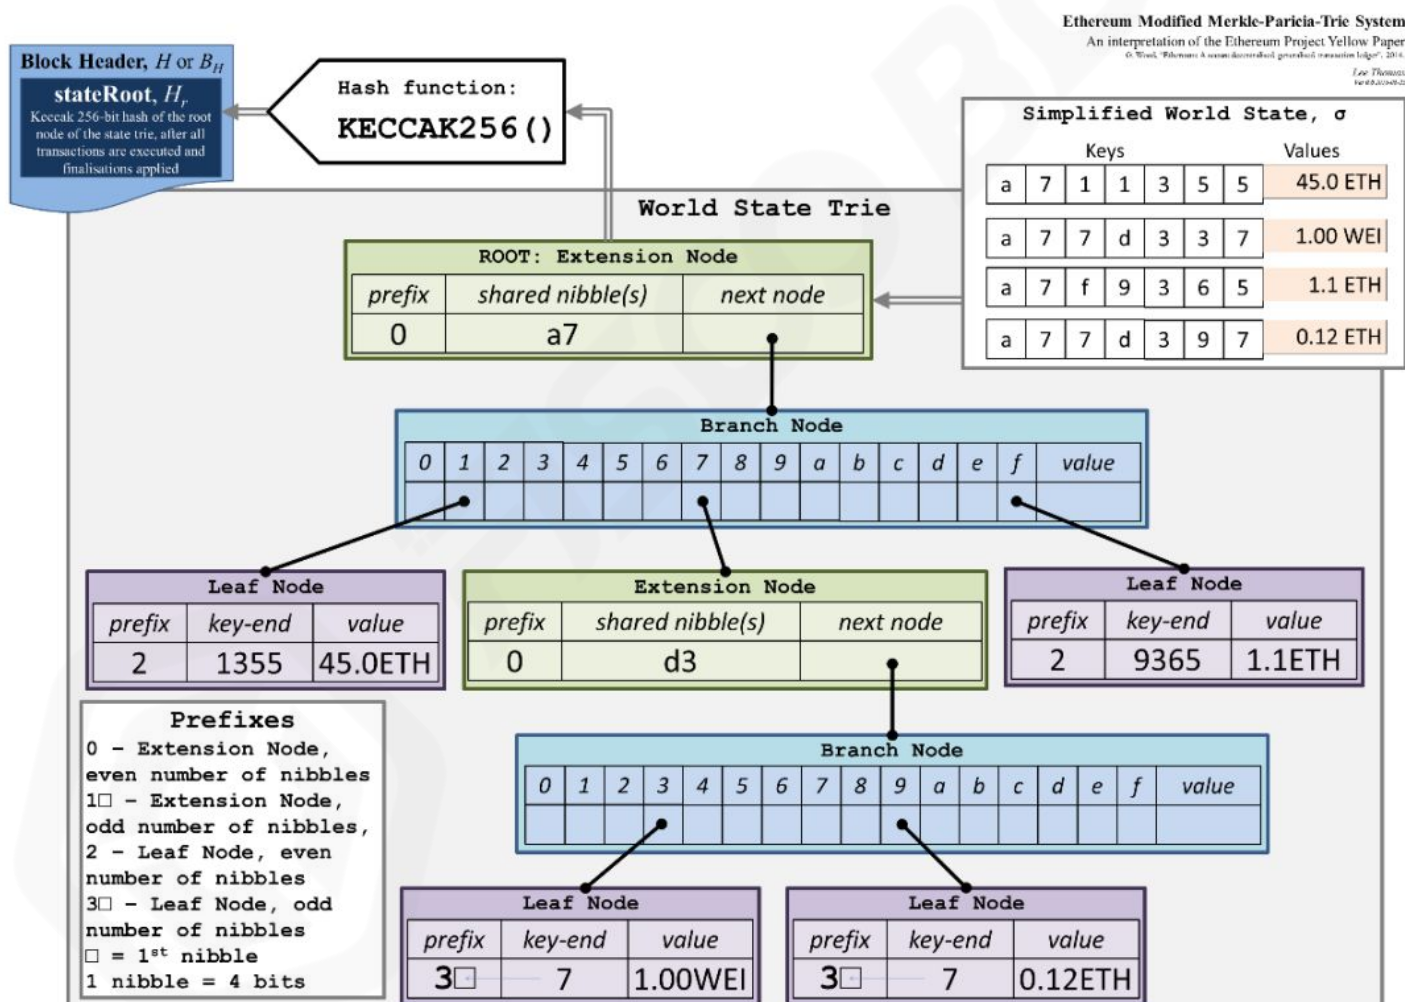 Ethereum Modified Merkle-Paricia-Trie System
An interpretation of the Ethereum Project Yellow Paper
G. Wood, "Ethereum: A secure decentralised generalised transaction ledger", 2014.
Lee Thomas
Block Header, H or B_H
stateRoot, H_r
Keccak 256-bit hash of the root
node of the state trie, after all
transactions are executed and
finalisations applied
Hash function:
KECCAK256()
Simplified World State, σ
Keys Values
a 7 1 1 3 5 5 45.0 ETH
a 7 7 d 3 3 7 1.00 WEI
a 7 f 9 3 6 5 1.1 ETH
a 7 7 d 3 9 7 0.12 ETH
World State Trie
ROOT: Extension Node
prefix shared nibble(s) next node
0 a7
Branch Node
0 1 2 3 4 5 6 7 8 9 a b c d e f value
Leaf Node
prefix key-end value
2 1355 45.0ETH
Extension Node
prefix shared nibble(s) next node
0 d3
Leaf Node
prefix key-end value
2 9365 1.1ETH
Prefixes
0 – Extension Node,
even number of nibbles
1□ – Extension Node,
odd number of nibbles,
2 – Leaf Node, even
number of nibbles
3□ – Leaf Node, odd
number of nibbles
□ = 1st nibble
1 nibble = 4 bits
Branch Node
0 1 2 3 4 5 6 7 8 9 a b c d e f value
Leaf Node
prefix key-end value
3□ 7 1.00WEI
Leaf Node
prefix key-end value
3□ 7 0.12ETH